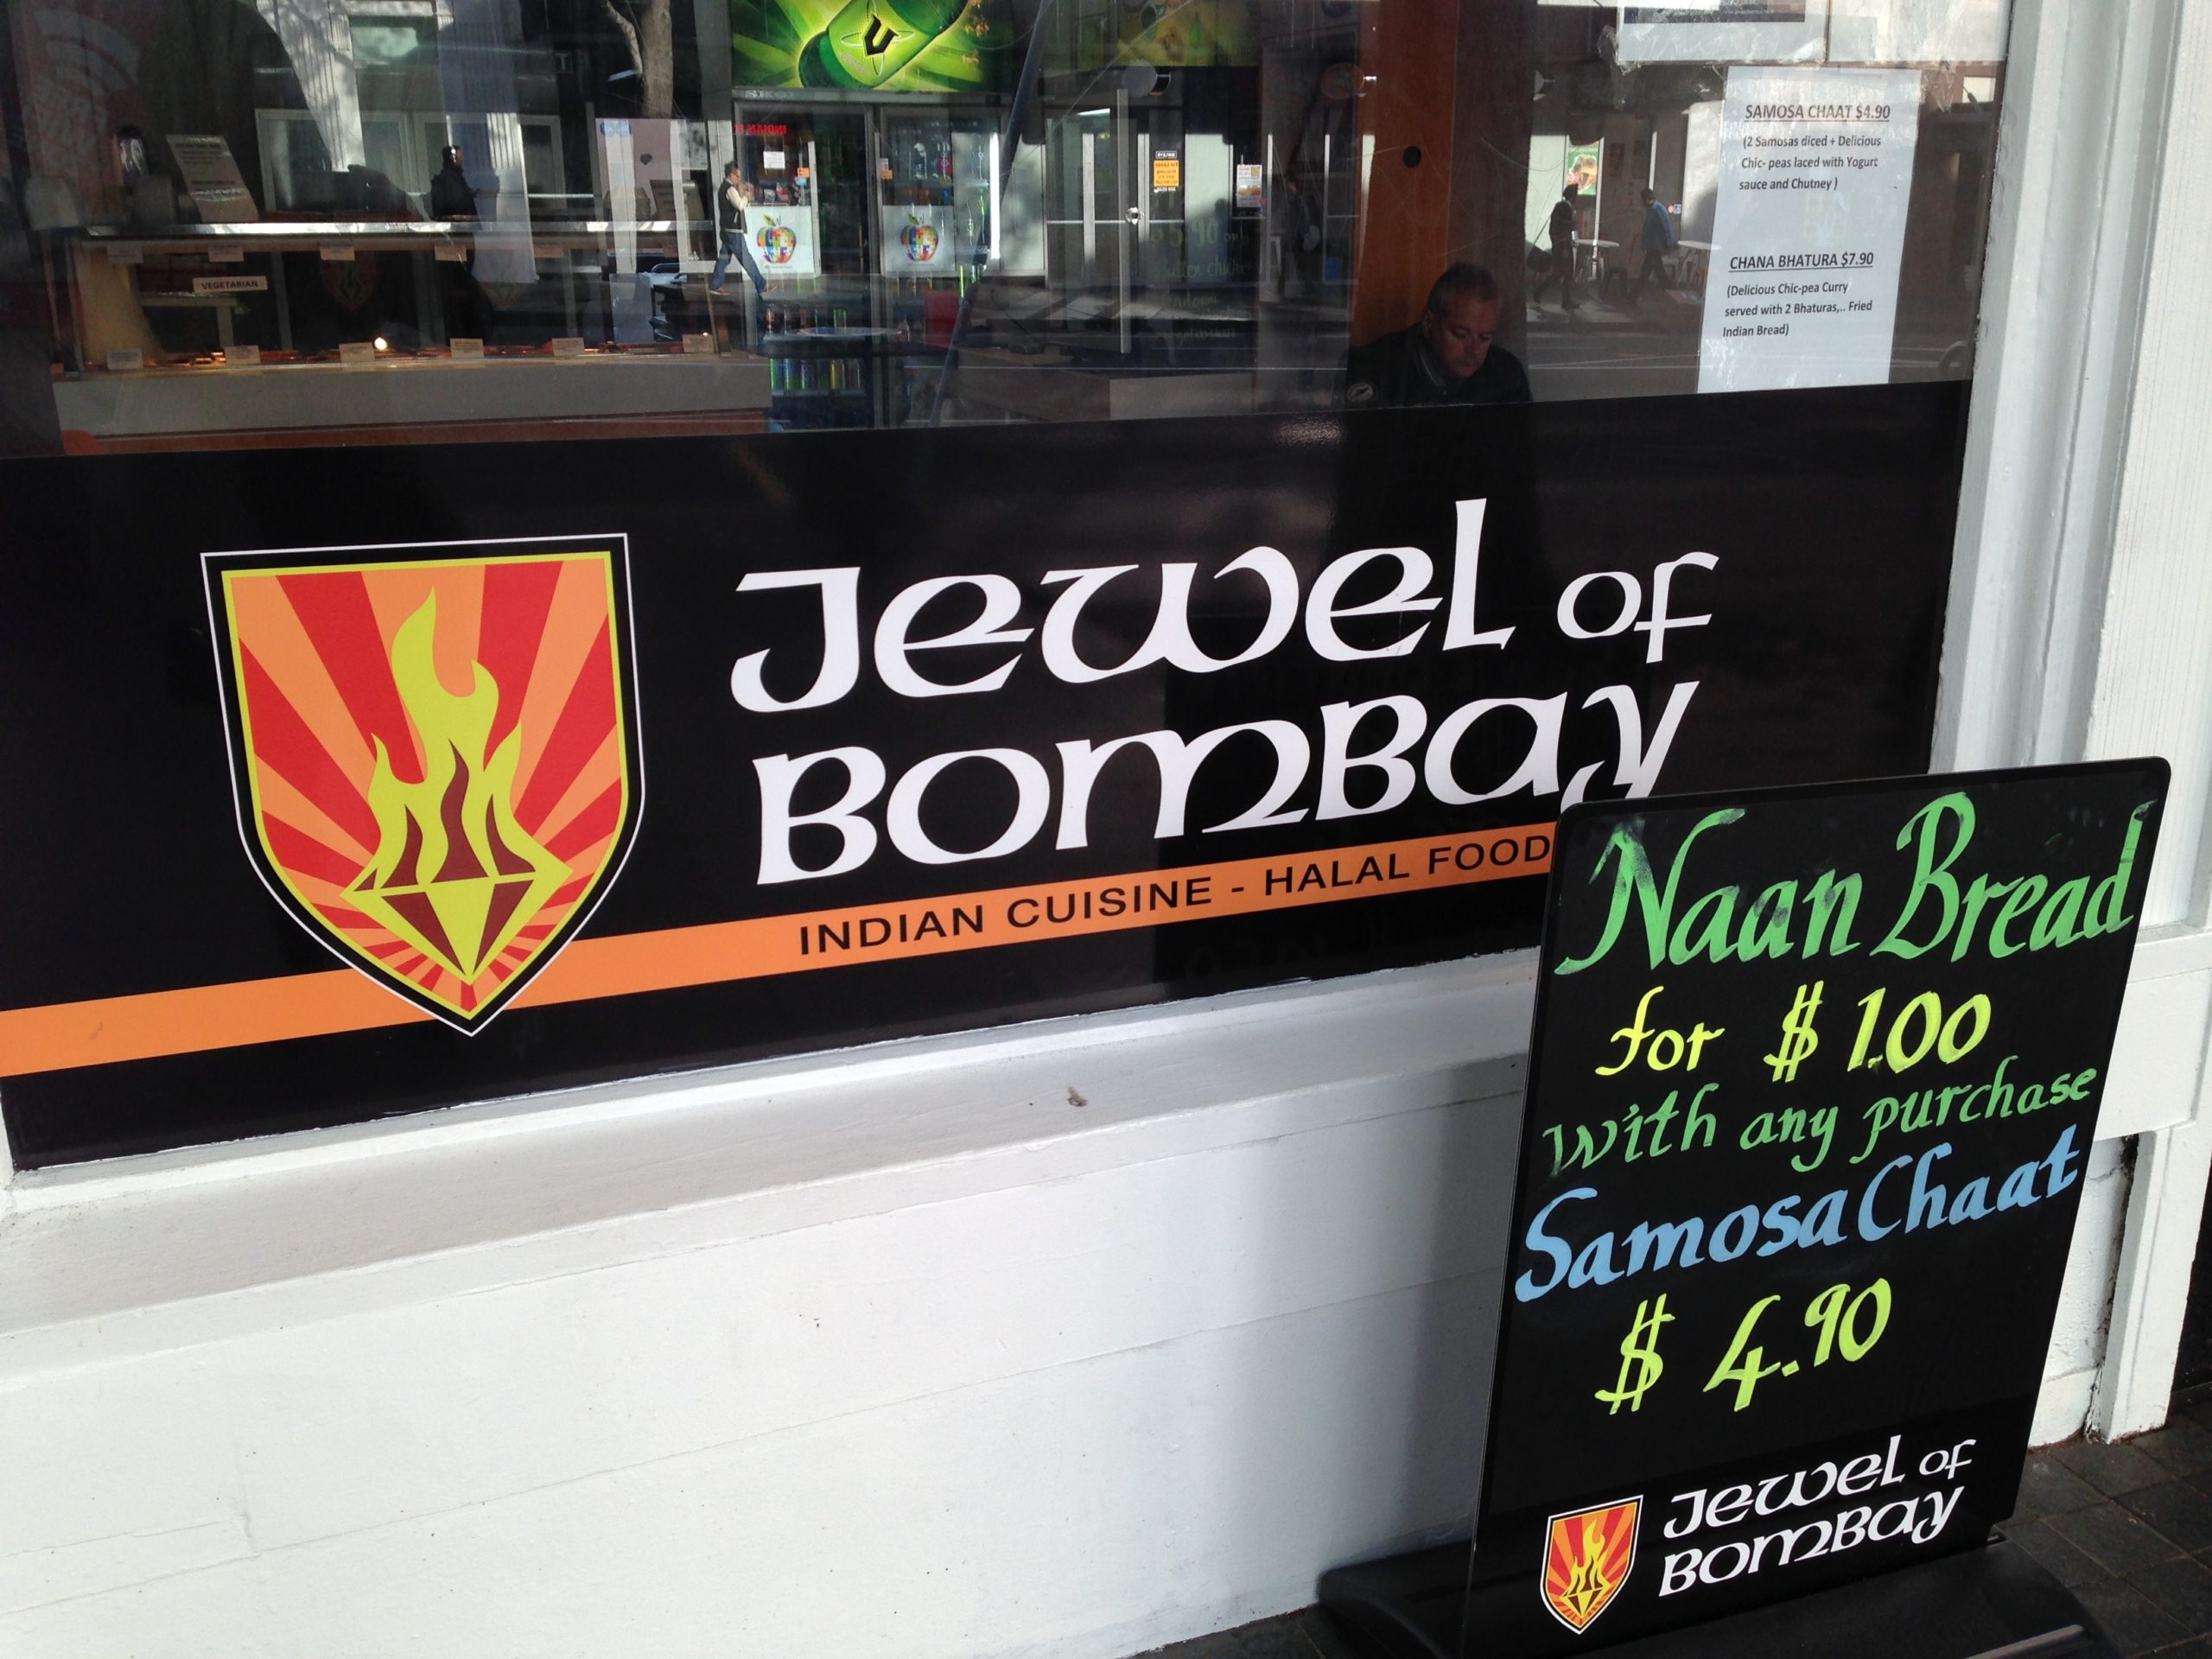 SAMOSA CHAAT $4.90
(2 Samosas diced + Delicious
Chic- peas laced with Yogurt
sauce and Chutney )
CHANA BHATURA $7.90
(Delicious Chic-pea Curry
served with 2 Bhaturas,.. Fried
Indian Bread)
VEGETARIAN
Jewel of
Bombay
INDIAN CUISINE - HALAL FOOD
Naan Bread
for $ 1.00
with any purchase
Samosa Chaat
$ 4.90
Jewel of
Bombay